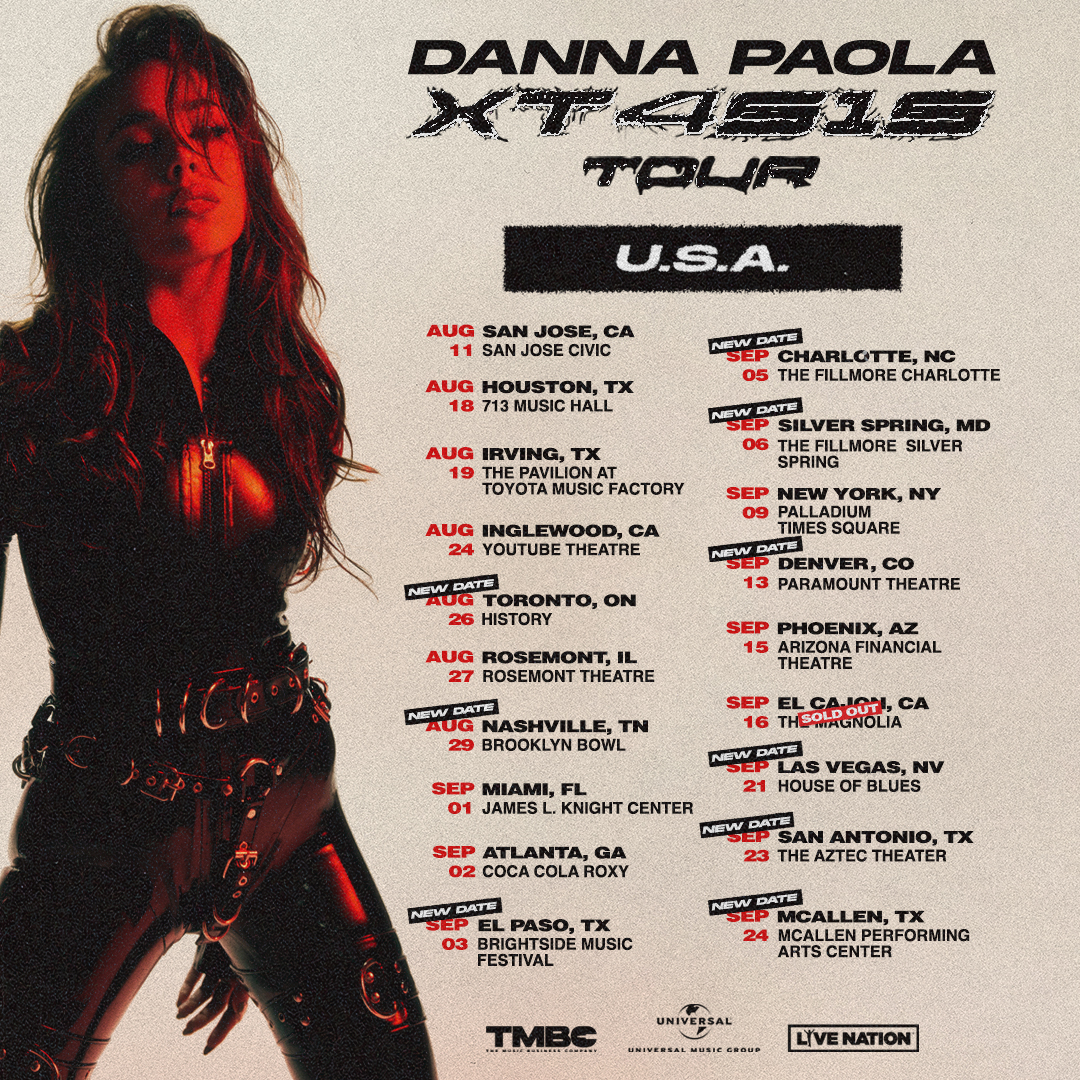 DANNA PAOLA
XT4S1S
TOUR
U.S.A.
AUG SAN JOSE, CA
11 SAN JOSE CIVIC
AUG HOUSTON, TX
18 713 MUSIC HALL
AUG IRVING, TX
19 THE PAVILION AT
TOYOTA MUSIC FACTORY
AUG INGLEWOOD, CA
24 YOUTUBE THEATRE
NEW DATE
AUG TORONTO, ON
26 HISTORY
AUG ROSEMONT, IL
27 ROSEMONT THEATRE
NEW DATE
AUG NASHVILLE, TN
29 BROOKLYN BOWL
SEP MIAMI, FL
01 JAMES L. KNIGHT CENTER
SEP ATLANTA, GA
02 COCA COLA ROXY
NEW DATE
SEP EL PASO, TX
03 BRIGHTSIDE MUSIC
FESTIVAL
NEW DATE
SEP CHARLOTTE, NC
05 THE FILLMORE CHARLOTTE
NEW DATE
SEP SILVER SPRING, MD
06 THE FILLMORE SILVER
SPRING
SEP NEW YORK, NY
09 PALLADIUM
TIMES SQUARE
NEW DATE
SEP DENVER, CO
13 PARAMOUNT THEATRE
SEP PHOENIX, AZ
15 ARIZONA FINANCIAL
THEATRE
SEP EL CAJON, CA
16 THE MAGNOLIA
SOLD OUT
NEW DATE
SEP LAS VEGAS, NV
21 HOUSE OF BLUES
NEW DATE
SEP SAN ANTONIO, TX
23 THE AZTEC THEATER
NEW DATE
SEP MCALLEN, TX
24 MCALLEN PERFORMING
ARTS CENTER
TMBC
THE MUSIC BUSINESS COMPANY
UNIVERSAL
UNIVERSAL MUSIC GROUP
LIVE NATION